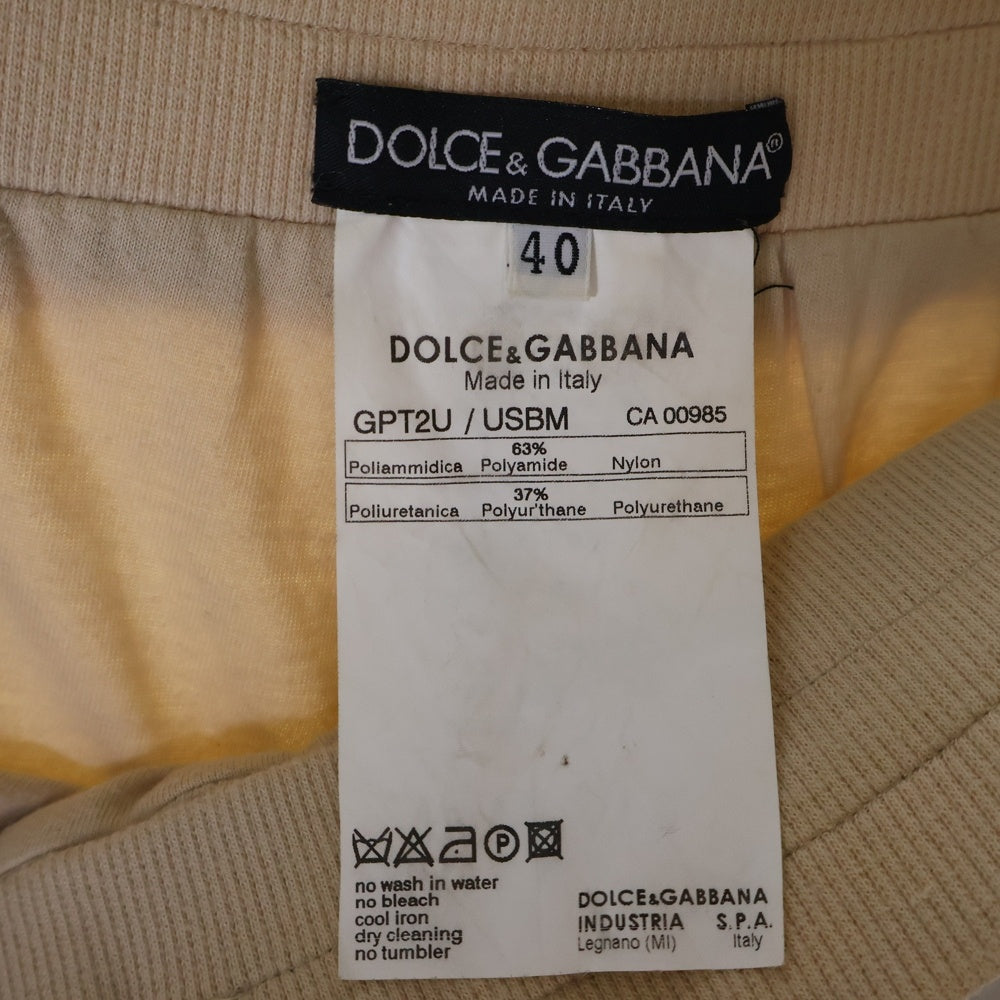 DOLCE & GABBANA®
MADE IN ITALY
40
DOLCE&GABBANA
Made in Italy
GPT2U / USBM CA 00985
63%
Poliammidica Polyamide Nylon
37%
Poliuretanica Polyur'thane Polyurethane
P
no wash in water
no bleach
cool iron
dry cleaning
no tumbler
DOLCE&GABBANA
INDUSTRIA S.P.A.
Legnano (MI) Italy